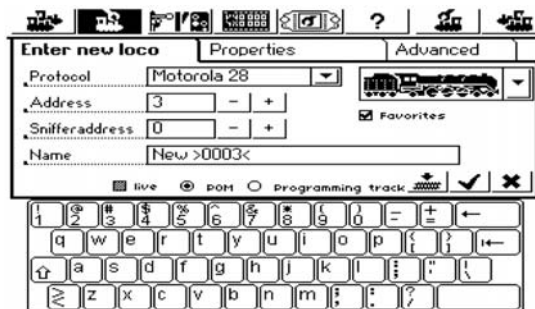 ?
Enter new loco Properties Advanced
Protocol Motorola 28
Address 3 - +
Snifferaddress 0 - +
Favorites
Name New >0003<
live POM Programming track
! 1 @ 2 # 3 $ 4 % 5 ^ 6 & 7 * 8 ( 9 ) 0 - + =
q w e r t y u i o p { [ } ]
a s d f g h j k l
z x c v b n m ? /